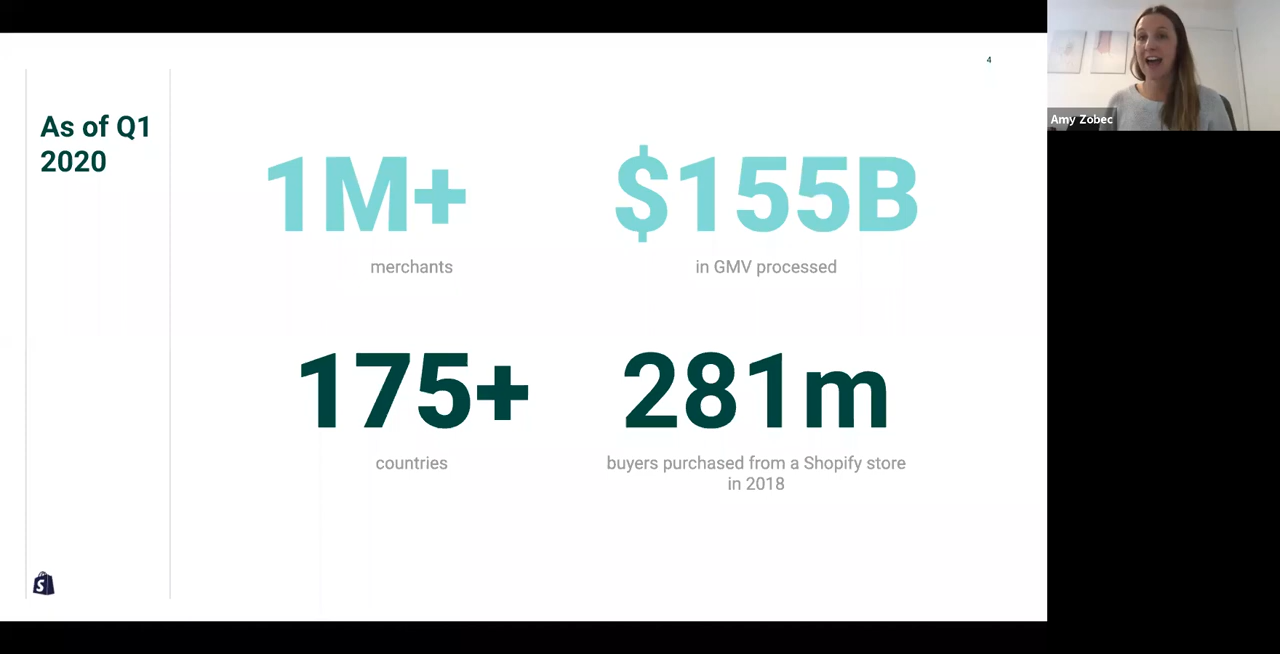 4
As of Q1
2020
1M+
merchants
$155B
in GMV processed
175+
countries
281m
buyers purchased from a Shopify store
in 2018
Amy Zobec